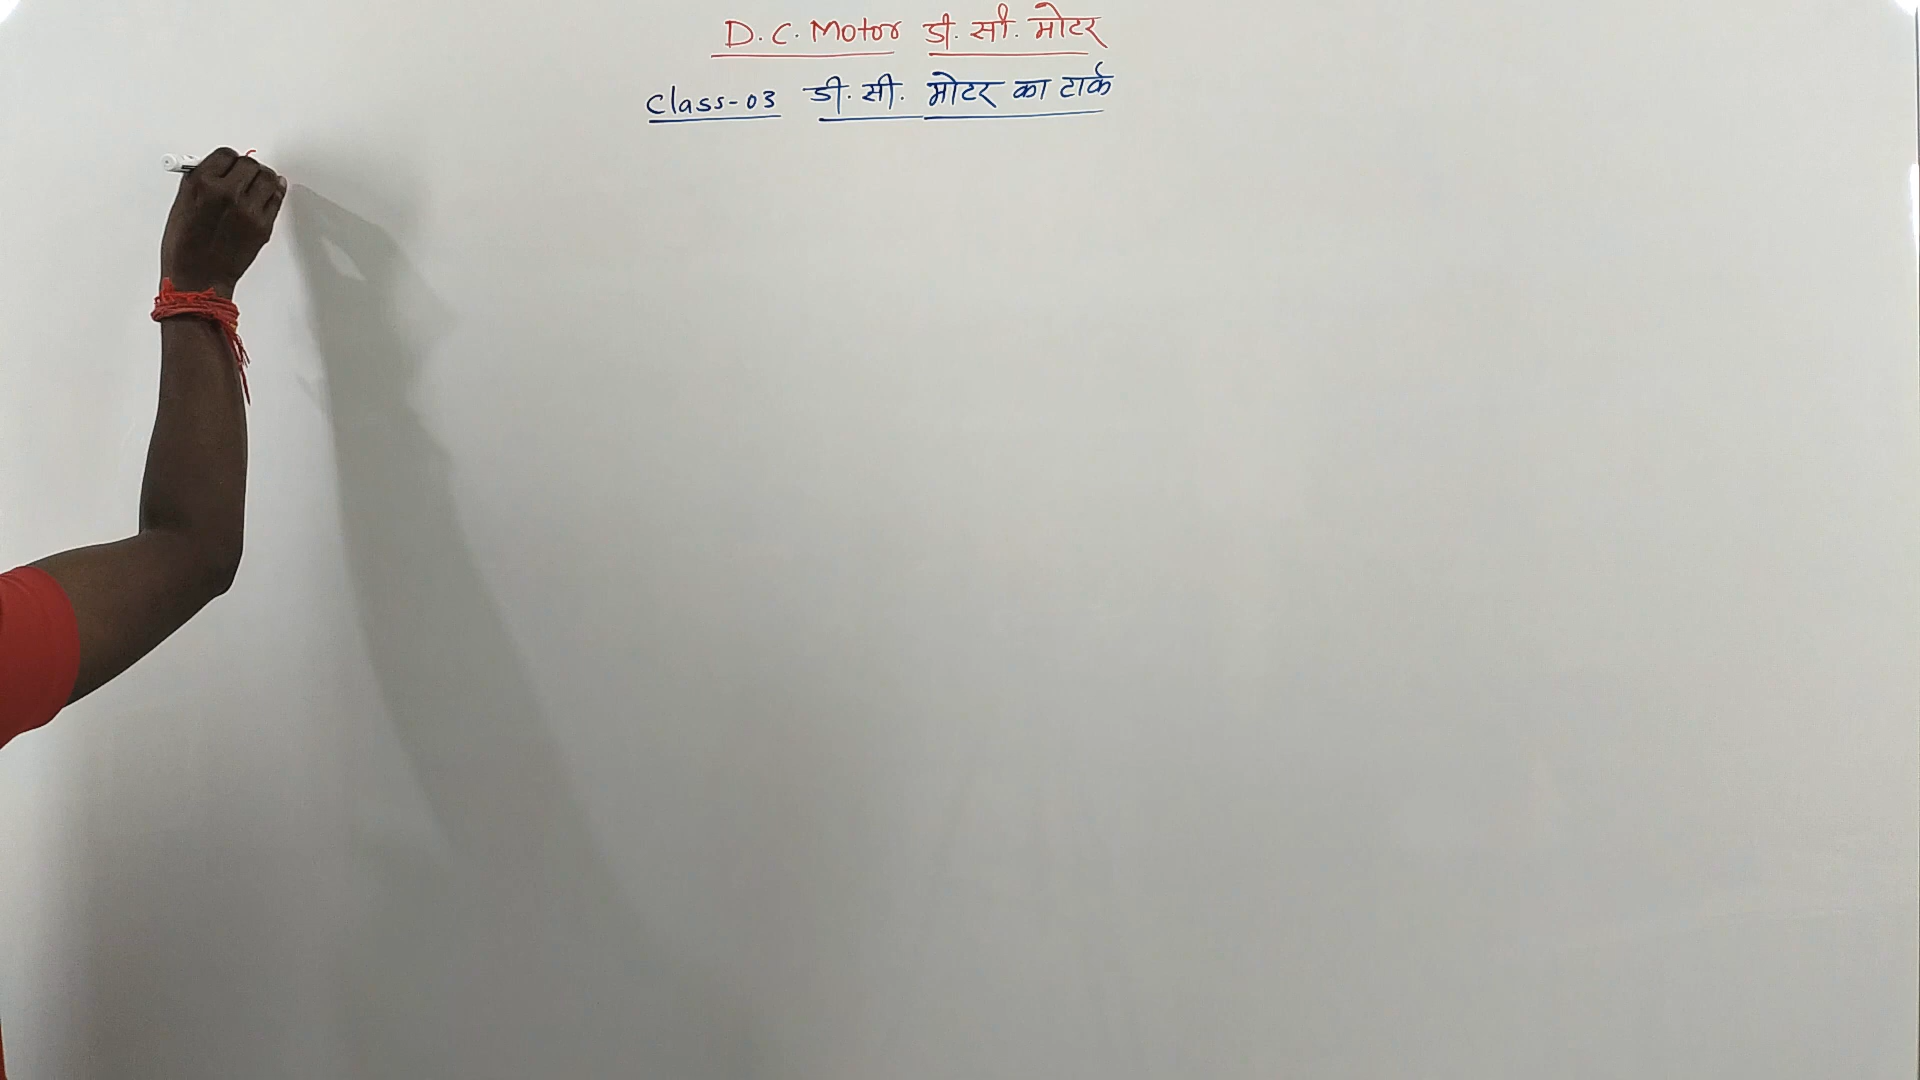 D.C. Motor डी. सी. मोटर
Class-03 डी. सी. मोटर का टार्क